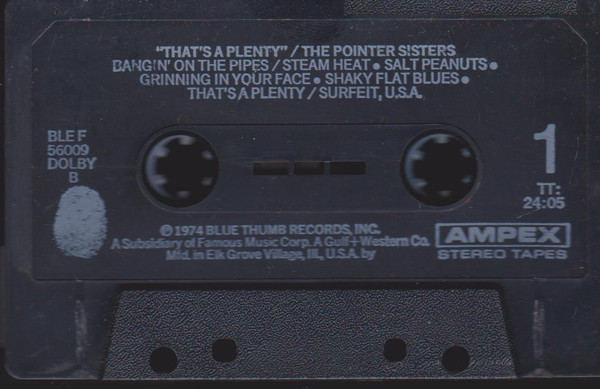 "THAT'S A PLENTY" / THE POINTER SISTERS
BANGIN' ON THE PIPES / STEAM HEAT • SALT PEANUTS •
GRINNING IN YOUR FACE • SHAKY FLAT BLUES •
THAT'S A PLENTY / SURFEIT, U.S.A.
BLE F
56009
DOLBY
B
1
TT:
24:05
℗ 1974 BLUE THUMB RECORDS, INC.
A Subsidiary of Famous Music Corp. A Gulf+Western Co.
Mfd. in Elk Grove Village, Ill., U.S.A. by
AMPEX
STEREO TAPES